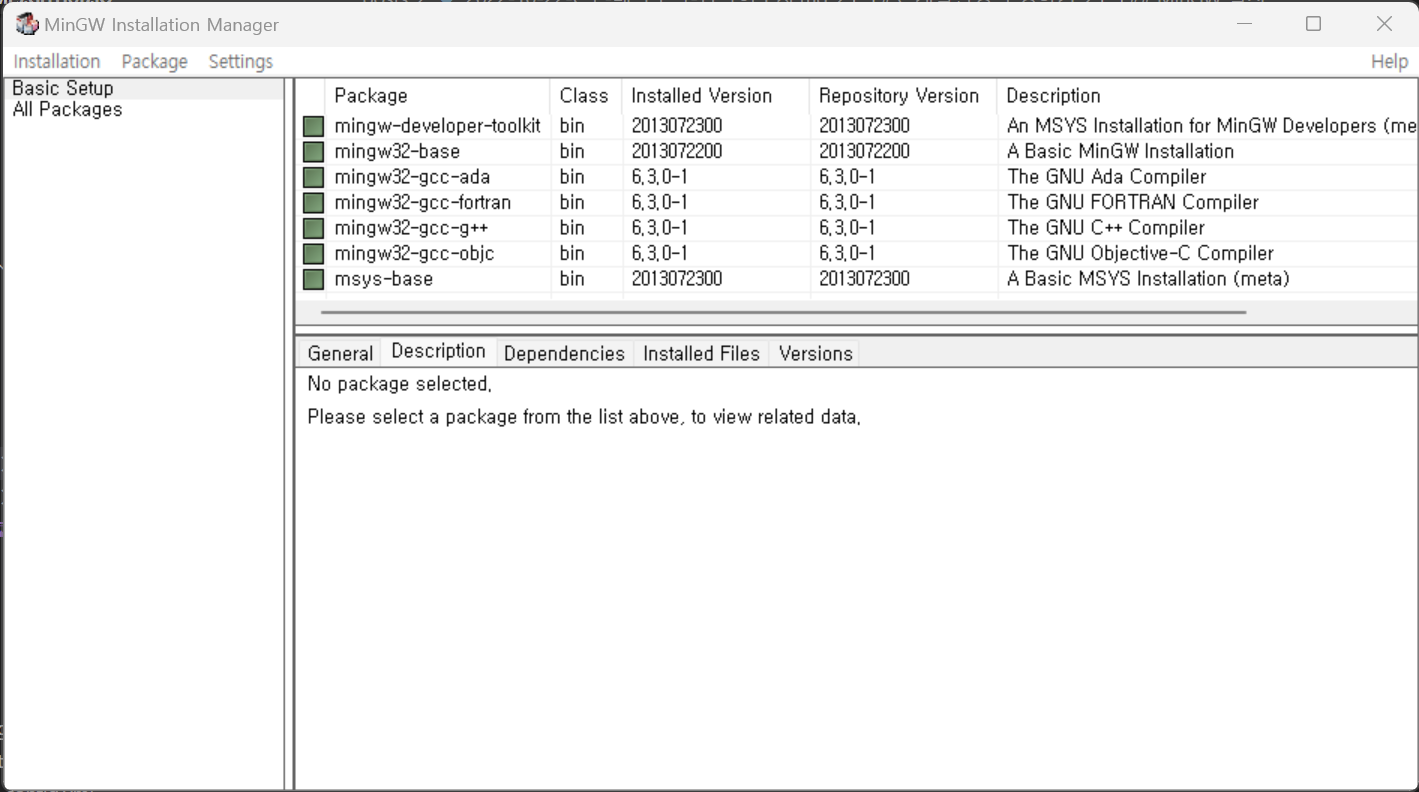 MinGW Installation Manager
Installation Package Settings Help
Basic Setup
All Packages
Package Class Installed Version Repository Version Description
mingw-developer-toolkit bin 2013072300 2013072300 An MSYS Installation for MinGW Developers (me
mingw32-base bin 2013072200 2013072200 A Basic MinGW Installation
mingw32-gcc-ada bin 6.3.0-1 6.3.0-1 The GNU Ada Compiler
mingw32-gcc-fortran bin 6.3.0-1 6.3.0-1 The GNU FORTRAN Compiler
mingw32-gcc-g++ bin 6.3.0-1 6.3.0-1 The GNU C++ Compiler
mingw32-gcc-objc bin 6.3.0-1 6.3.0-1 The GNU Objective-C Compiler
msys-base bin 2013072300 2013072300 A Basic MSYS Installation (meta)
General Description Dependencies Installed Files Versions
No package selected.
Please select a package from the list above, to view related data.